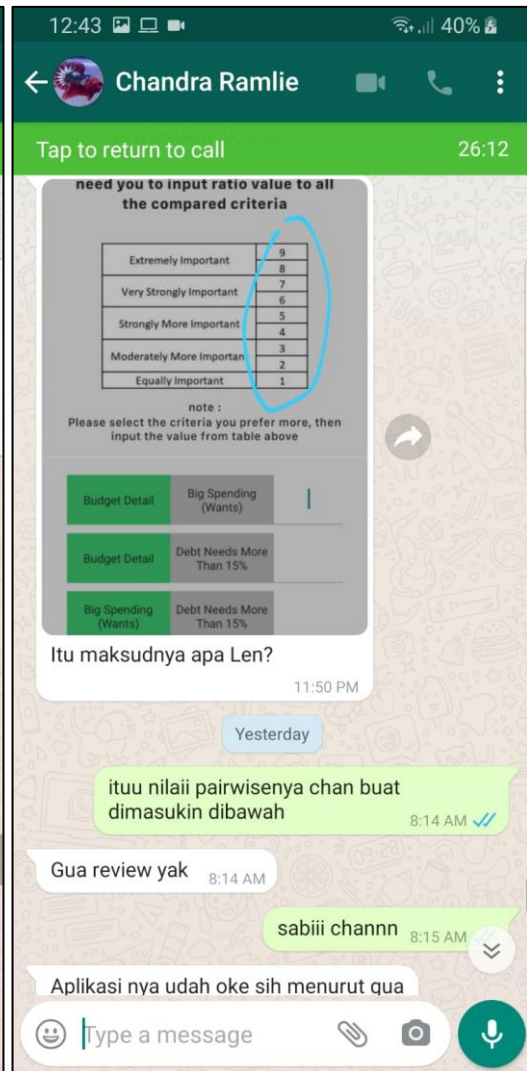 12:43 40%
Chandra Ramlie
Tap to return to call 26:12
need you to input ratio value to all
the compared criteria
Extremely Important 9
8
Very Strongly Important 7
6
Strongly More Important 5
4
Moderately More Importan 3
2
Equally Important 1
note :
Please select the criteria you prefer more, then
input the value from table above
Budget Detail Big Spending
(Wants)
Budget Detail Debt Needs More
Than 15%
Big Spending
(Wants) Debt Needs More
Than 15%
Itu maksudnya apa Len?
11:50 PM
Yesterday
ituu nilaii pairwisenya chan buat
dimasukin dibawah
8:14 AM
Gua review yak 8:14 AM
sabiii channn 8:15 AM
Aplikasi nya udah oke sih menurut gua
Type a message